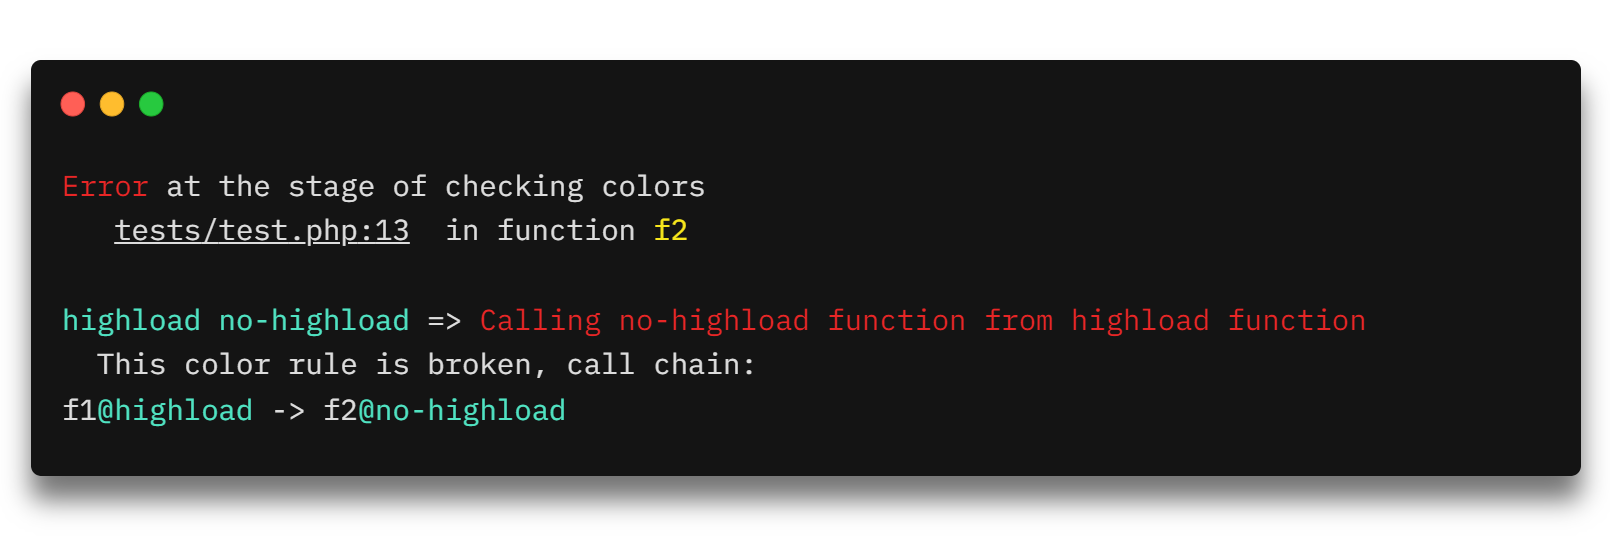 Error at the stage of checking colors
tests/test.php:13  in function f2
highload no-highload => Calling no-highload function from highload function
This color rule is broken, call chain:
f1@highload -> f2@no-highload